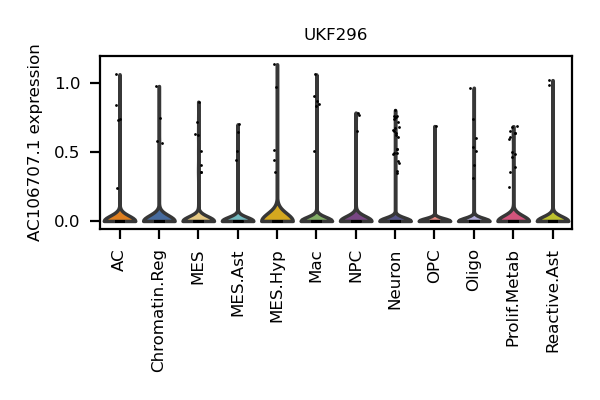 UKF296
AC106707.1 expression
1.0
0.5
0.0
AC
Chromatin.Reg
MES
MES.Ast
MES.Hyp
Mac
NPC
Neuron
OPC
Oligo
Prolif.Metab
Reactive.Ast